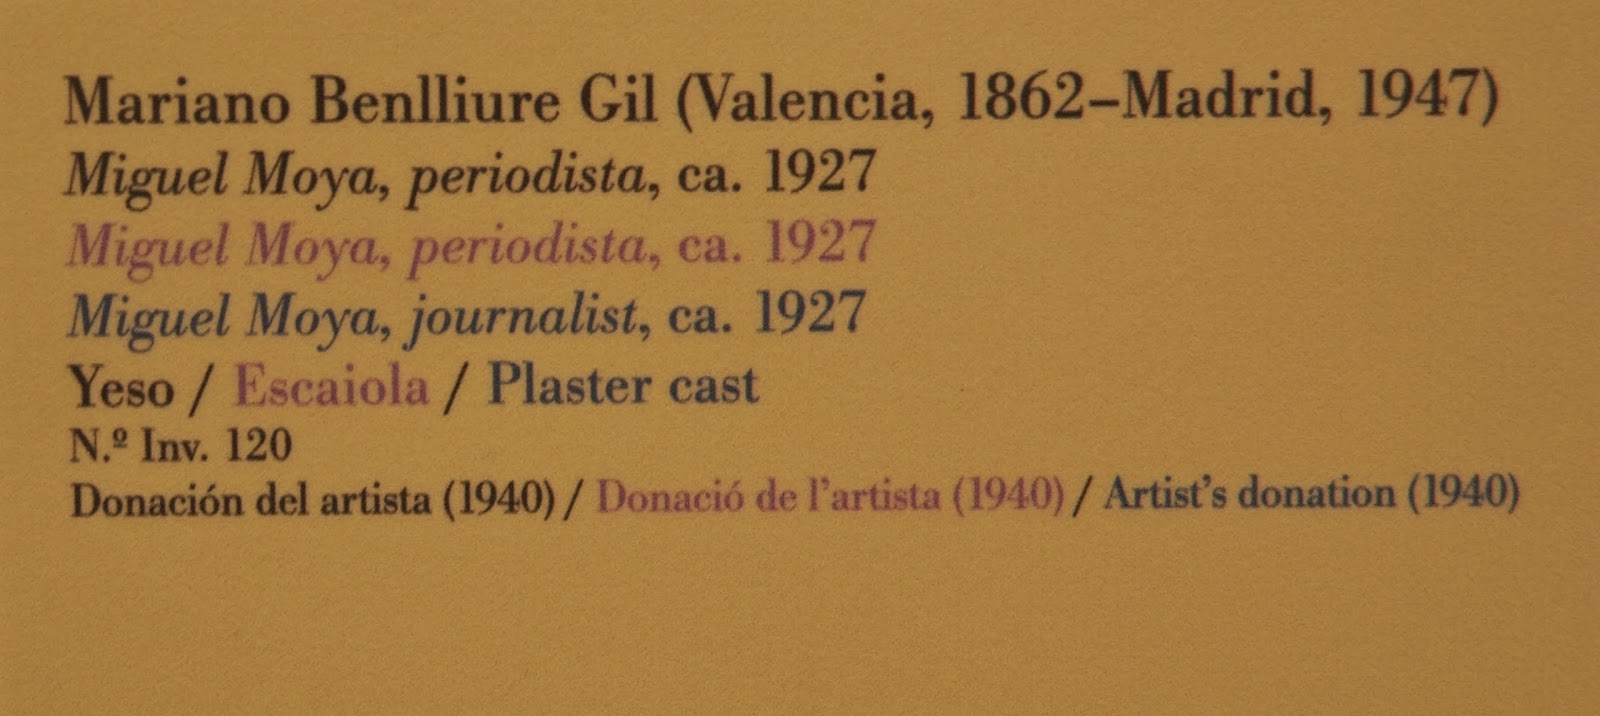 Mariano Benlliure Gil (Valencia, 1862–Madrid, 1947)
Miguel Moya, periodista, ca. 1927
Miguel Moya, periodista, ca. 1927
Miguel Moya, journalist, ca. 1927
Yeso / Escaiola / Plaster cast
N.º Inv. 120
Donación del artista (1940) / Donació de l’artista (1940) / Artist’s donation (1940)